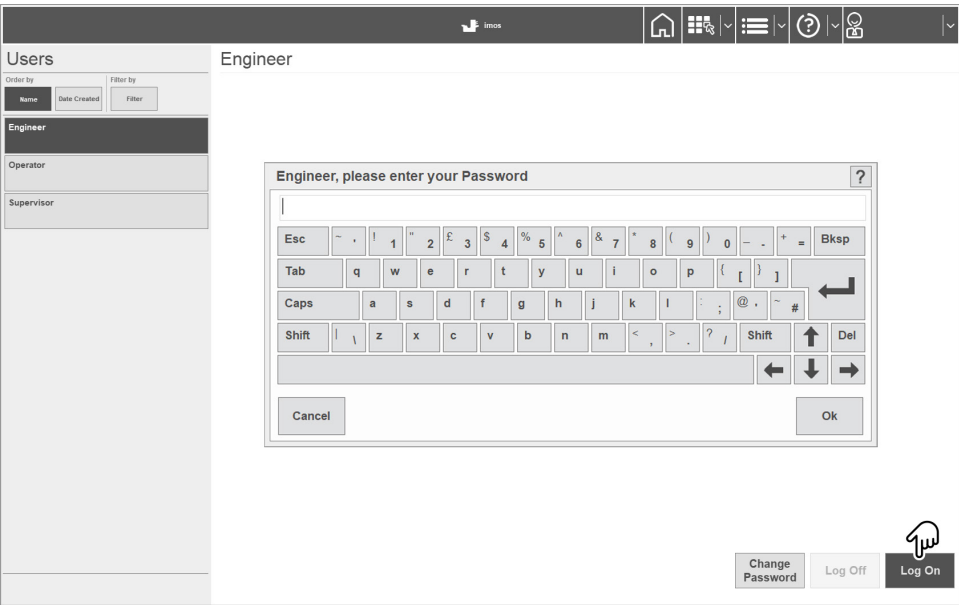 imos
Users
Engineer
Order by
Filter by
Name
Date Created
Filter
Engineer
Operator
Supervisor
Engineer, please enter your Password
?
Esc ~ , ! 1 " 2 £ 3 $ 4 % 5 ^ 6 & 7 * 8 ( 9 ) 0 _ - + = Bksp
Tab q w e r t y u i o p { [ } ]
Caps a s d f g h j k l : ; @ , ~ #
Shift | \ z x c v b n m < , > . ? / Shift Del
Cancel
Ok
Change
Password
Log Off
Log On